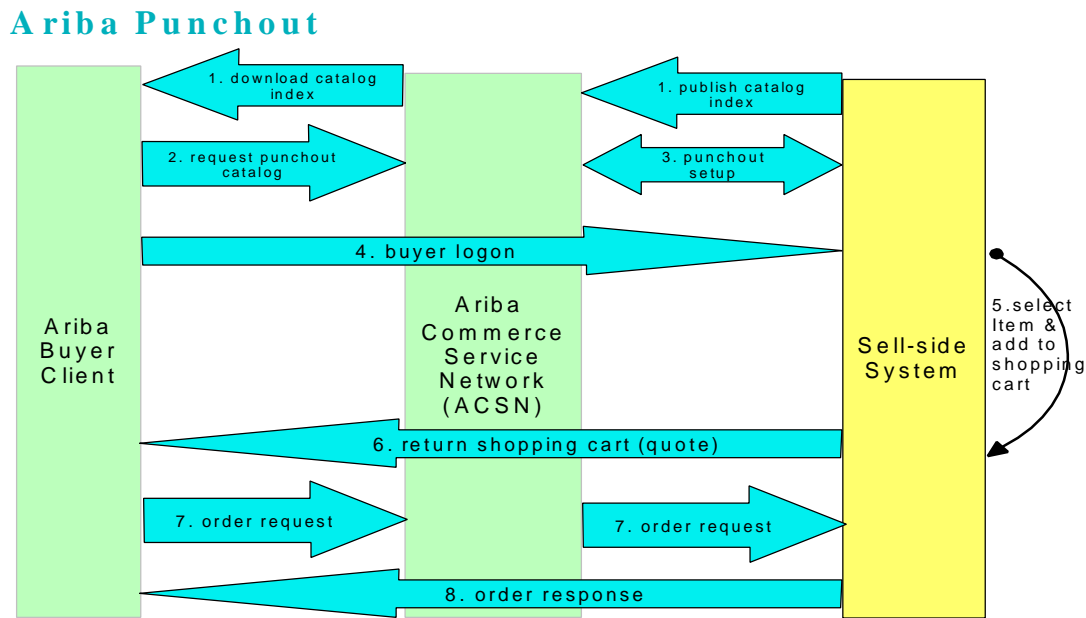 Ariba Punchout
1. download catalog
index
1. publish catalog
index
2. request punchout
catalog
3. punchout
setup
4. buyer logon
Ariba
Buyer
Client
Ariba
Commerce
Service
Network
(ACSN)
Sell-side
System
5.select
Item &
add to
shopping
cart
6. return shopping cart (quote)
7. order request
7. order request
8. order response